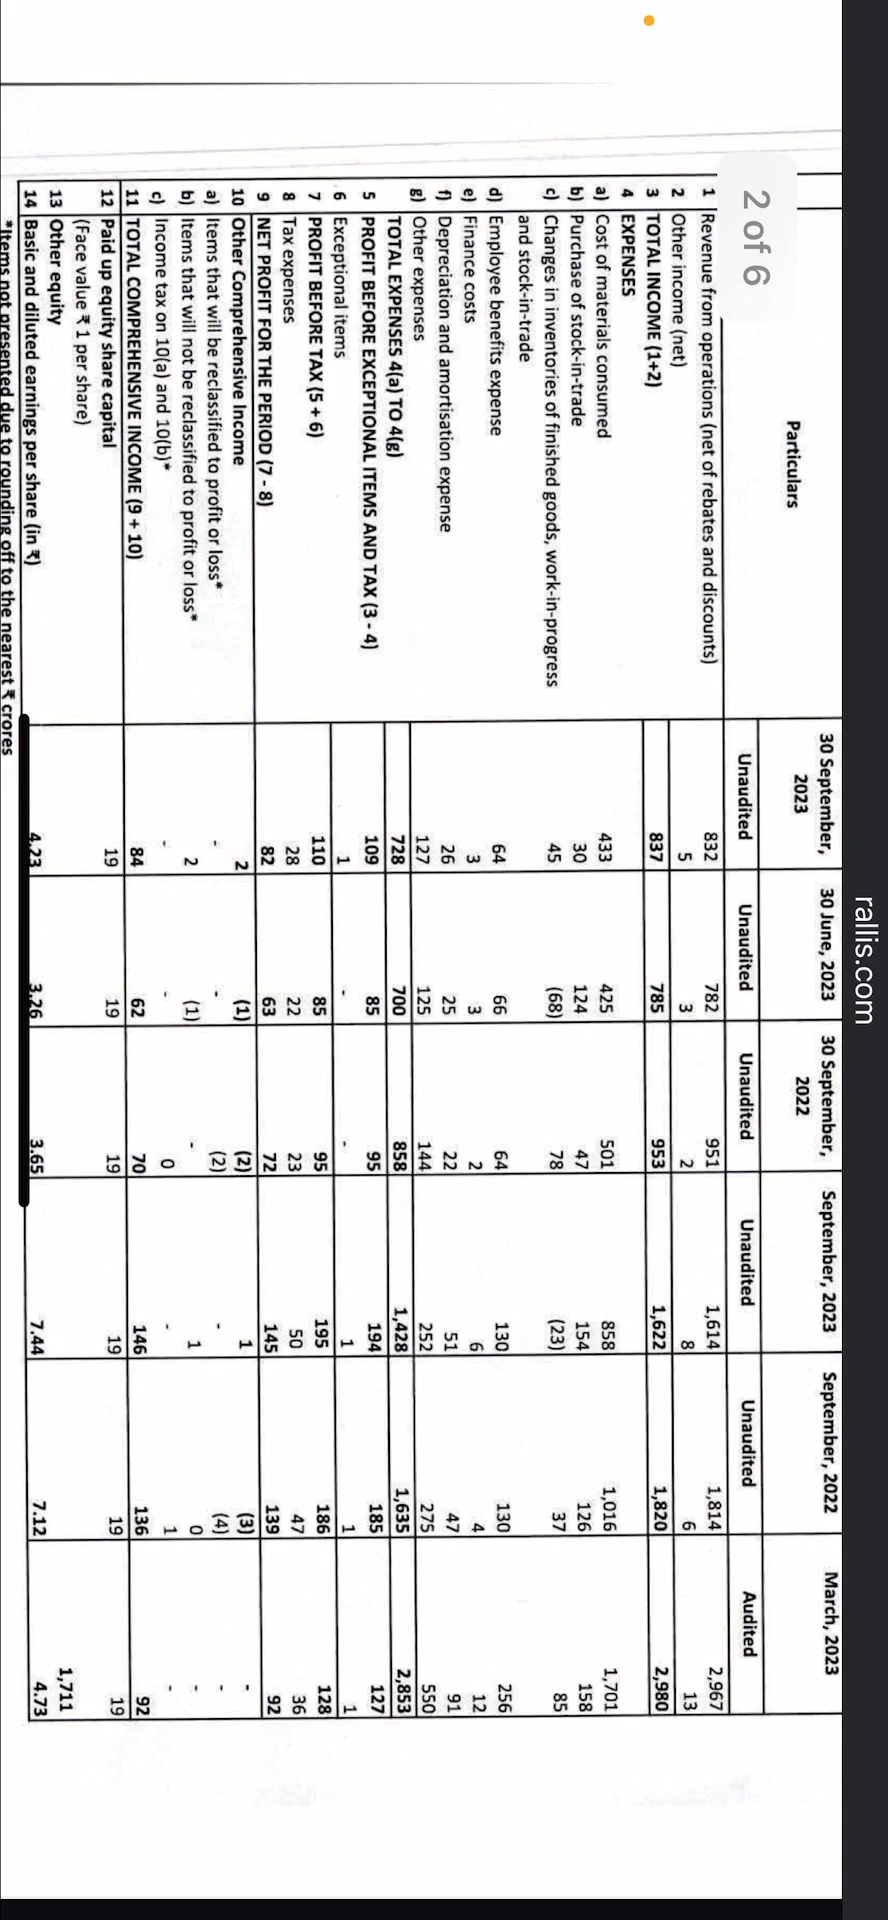 rallis.com
2 of 6
Particulars 30 September, 2023 30 June, 2023 30 September, 2022 September, 2023 September, 2022 March, 2023
Unaudited Unaudited Unaudited Unaudited Unaudited Audited
1 Revenue from operations (net of rebates and discounts) 832 782 951 1,614 1,814 2,967
2 Other income (net) 5 3 2 8 6 13
3 TOTAL INCOME (1+2) 837 785 953 1,622 1,820 2,980
4 EXPENSES
a) Cost of materials consumed 433 425 501 858 1,016 1,701
b) Purchase of stock-in-trade 30 124 47 154 126 158
c) Changes in inventories of finished goods, work-in-progress 45 (68) 78 (23) 37 85
and stock-in-trade
d) Employee benefits expense 64 66 64 130 130 256
e) Finance costs 3 3 2 6 4 12
f) Depreciation and amortisation expense 26 25 22 51 47 91
g) Other expenses 127 125 144 252 275 550
TOTAL EXPENSES 4(a) TO 4(g) 728 700 858 1,428 1,635 2,853
5 PROFIT BEFORE EXCEPTIONAL ITEMS AND TAX (3 - 4) 109 85 95 194 185 127
6 Exceptional items 1 - - 1 1 1
7 PROFIT BEFORE TAX (5 + 6) 110 85 95 195 186 128
8 Tax expenses 28 22 23 50 47 36
9 NET PROFIT FOR THE PERIOD (7 - 8) 82 63 72 145 139 92
10 Other Comprehensive Income 2 (1) (2) 1 (3) -
a) Items that will be reclassified to profit or loss* - - (2) - (4) -
b) Items that will not be reclassified to profit or loss* 2 (1) - 1 0 -
c) Income tax on 10(a) and 10(b)* - - 0 - 1 -
11 TOTAL COMPREHENSIVE INCOME (9 + 10) 84 62 70 146 136 92
12 Paid up equity share capital 19 19 19 19 19 19
(Face value ₹ 1 per share)
13 Other equity 1,711
14 Basic and diluted earnings per share (in ₹) 4.23 3.26 3.65 7.44 7.12 4.73
*Items not presented due to rounding off to the nearest ₹ crores